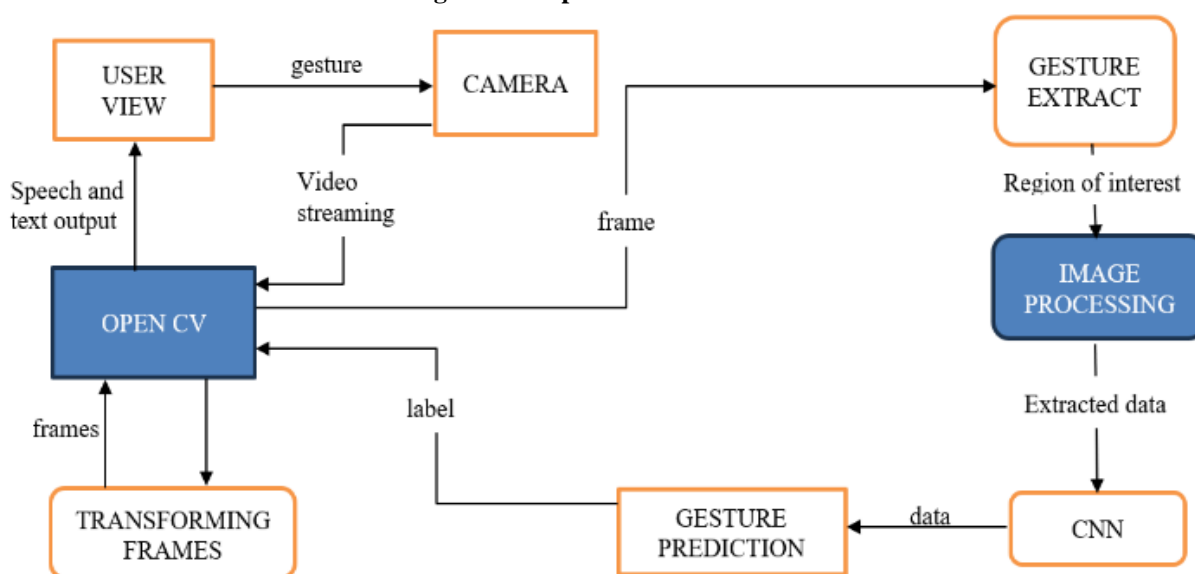 USER
VIEW
gesture
CAMERA
GESTURE
EXTRACT
Speech and
text output
Video
streaming
frame
Region of interest
OPEN CV
IMAGE
PROCESSING
frames
label
Extracted data
TRANSFORMING
FRAMES
GESTURE
PREDICTION
data
CNN